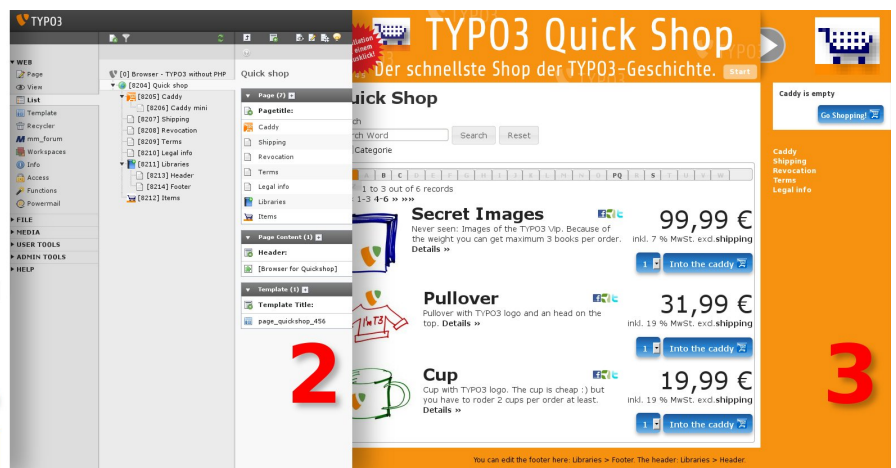 TYPO3
WEB
Page
View
List
Template
Recycler
mm_forum
Workspaces
Info
Access
Functions
Powermail
FILE
MEDIA
USER TOOLS
ADMIN TOOLS
HELP
[0] Browser - TYPO3 without PHP
[8204] Quick shop
[8205] Caddy
[8206] Caddy mini
[8207] Shipping
[8208] Revocation
[8209] Terms
[8210] Legal info
[8211] Libraries
[8213] Header
[8214] Footer
[8212] Items
Quick shop
Page (7)
Pagetitle:
Caddy
Shipping
Revocation
Terms
Legal info
Libraries
Items
Page Content (1)
Header:
[Browser for Quickshop]
Template (1)
Template Title:
page_quickshop_456
2
TYPO3 Quick Shop
Der schnellste Shop der TYPO3-Geschichte.
Start
uick Shop
rch Word
Search
Reset
Categorie
A B C D E F G H I J K L M N O PQ R S T U V W
1 to 3 out of 6 records
1-3 4-6 »» »»»
Secret Images
Never seen: Images of the TYPO3 Vip. Because of
the weight you can get maximum 3 books per order.
Details »
99,99 €
inkl. 7 % MwSt. excl.shipping
1 Into the caddy
Pullover
Pullover with TYPO3 logo and an head on the
top. Details »
I'm T3
31,99 €
inkl. 19 % MwSt. excl.shipping
1 Into the caddy
Cup
Cup with TYPO3 logo. The cup is cheap :) but
you have to roder 2 cups per order at least.
Details »
19,99 €
inkl. 19 % MwSt. excl.shipping
1 Into the caddy
You can edit the footer here: Libraries > Footer. The header: Libraries > Header.
Caddy is empty
Go Shopping!
Caddy
Shipping
Revocation
Terms
Legal info
3